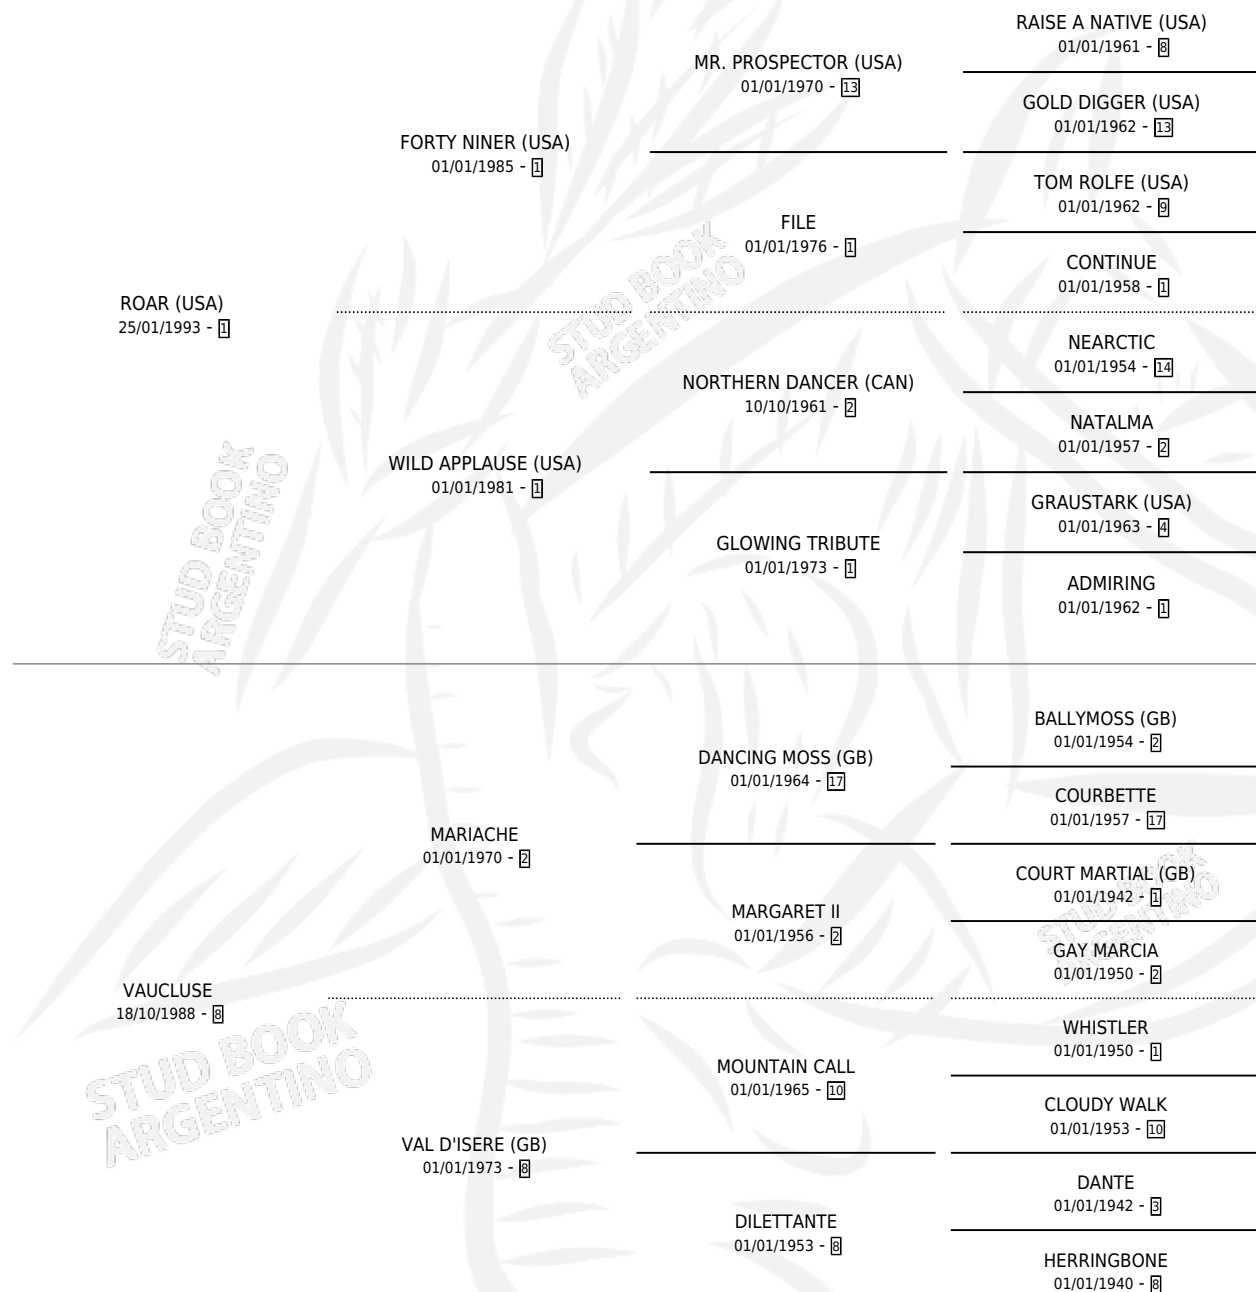 RAISE A NATIVE (USA)
01/01/1961 - 8
MR. PROSPECTOR (USA)
01/01/1970 - 13
GOLD DIGGER (USA)
01/01/1962 - 13
FORTY NINER (USA)
01/01/1985 - 1
TOM ROLFE (USA)
01/01/1962 - 9
FILE
01/01/1976 - 1
CONTINUE
01/01/1958 - 1
ROAR (USA)
25/01/1993 - 1
STUD BOOK
ARGENTINO
NEARCTIC
01/01/1954 - 14
NORTHERN DANCER (CAN)
10/10/1961 - 2
NATALMA
01/01/1957 - 2
WILD APPLAUSE (USA)
01/01/1981 - 1
GRAUSTARK (USA)
01/01/1963 - 4
GLOWING TRIBUTE
01/01/1973 - 1
ADMIRING
01/01/1962 - 1
STUD BOOK
ARGENTINO
BALLYMOSS (GB)
01/01/1954 - 2
DANCING MOSS (GB)
01/01/1964 - 17
COURBETTE
01/01/1957 - 17
MARIACHE
01/01/1970 - 2
COURT MARTIAL (GB)
01/01/1942 - 1
MARGARET II
01/01/1956 - 2
GAY MARCIA
01/01/1950 - 2
STUD BOOK
ARGENTINO
VAUCLUSE
18/10/1988 - 8
WHISTLER
01/01/1950 - 1
MOUNTAIN CALL
01/01/1965 - 10
CLOUDY WALK
01/01/1953 - 10
STUD BOOK
ARGENTINO
VAL D'ISERE (GB)
01/01/1973 - 8
DANTE
01/01/1942 - 3
DILETTANTE
01/01/1953 - 8
HERRINGBONE
01/01/1940 - 8